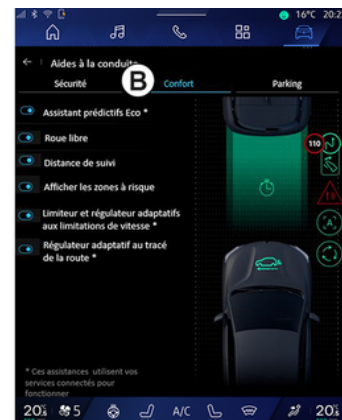 16°C 20:2
Aides à la conduite
Sécurité
B
Confort
Parking
Assistant prédictifs Eco *
Roue libre
Distance de suivi
Afficher les zones à risque
Limiteur et régulateur adaptatifs
aux limitations de vitesse *
Régulateur adaptatif au tracé
de la route *
110
A
* Ces assistances utilisent vos
services connectés pour
fonctionner
20 5 A/C 20